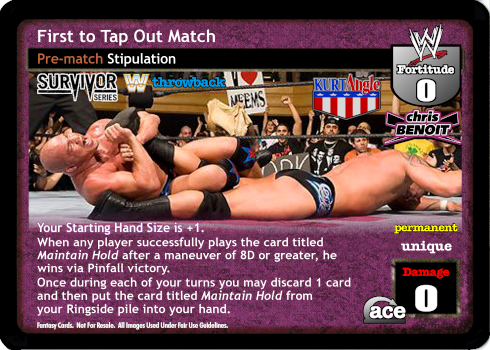 First to Tap Out Match
Pre-match Stipulation
W
Fortitude
0
SURVIVOR
SERIES
W throwback
KURT Angle
chris
BENOIT
I
NEEMS
Your Starting Hand Size is +1.
When any player successfully plays the card titled
Maintain Hold after a maneuver of 8D or greater, he
wins via Pinfall victory.
Once during each of your turns you may discard 1 card
and then put the card titled Maintain Hold from
your Ringside pile into your hand.
permanent
unique
Damage
0
ace
Fantasy Cards. Not For Resale. All Images Used Under Fair Use Guidelines.